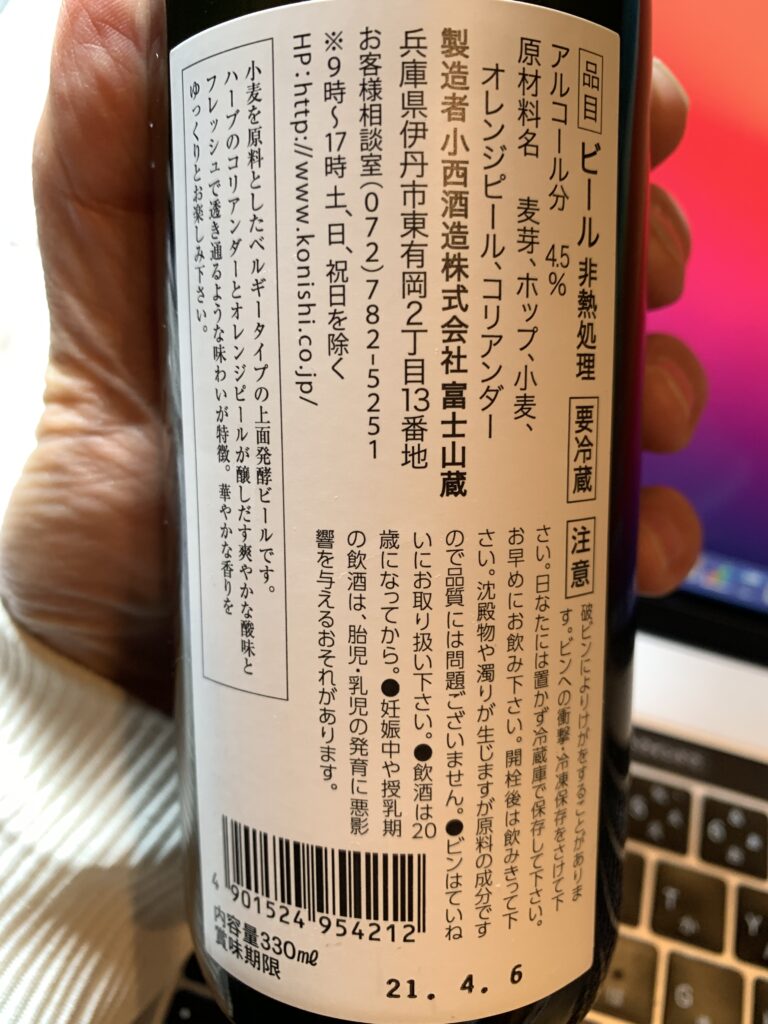 品目 ビール 非熱処理 要冷蔵
アルコール分 4.5%
原材料名 麦芽、ホップ、小麦、
オレンジピール、コリアンダー
製造者 小西酒造株式会社 富士山蔵
兵庫県伊丹市東有岡2丁目13番地
お客様相談室(072)782-5251
※9時～17時 土、日、祝日を除く
HP:http://www.konishi.co.jp/
注意 破ビンによりけがをすることがありま
す。ビンへの衝撃・冷凍保存をさけて下
さい。日なたには置かず冷蔵庫で保存して下さい。
お早めにお飲み下さい。開栓後は飲みきって下
さい。沈殿物や濁りが生じますが原料の成分です
ので品質には問題ございません。●ビンはていね
いにお取り扱い下さい。●飲酒は20
歳になってから。●妊娠中や授乳期
の飲酒は、胎児・乳児の発育に悪影
響を与えるおそれがあります。
小麦を原料としたベルギータイプの上面発酵ビールです。
ハーブのコリアンダーとオレンジピールが醸しだす爽やかな酸味と
フレッシュで透き通るような味わいが特徴。華やかな香りを
ゆっくりとお楽しみ下さい。
4 901524 954212
内容量330ml
賞味期限
21. 4. 6